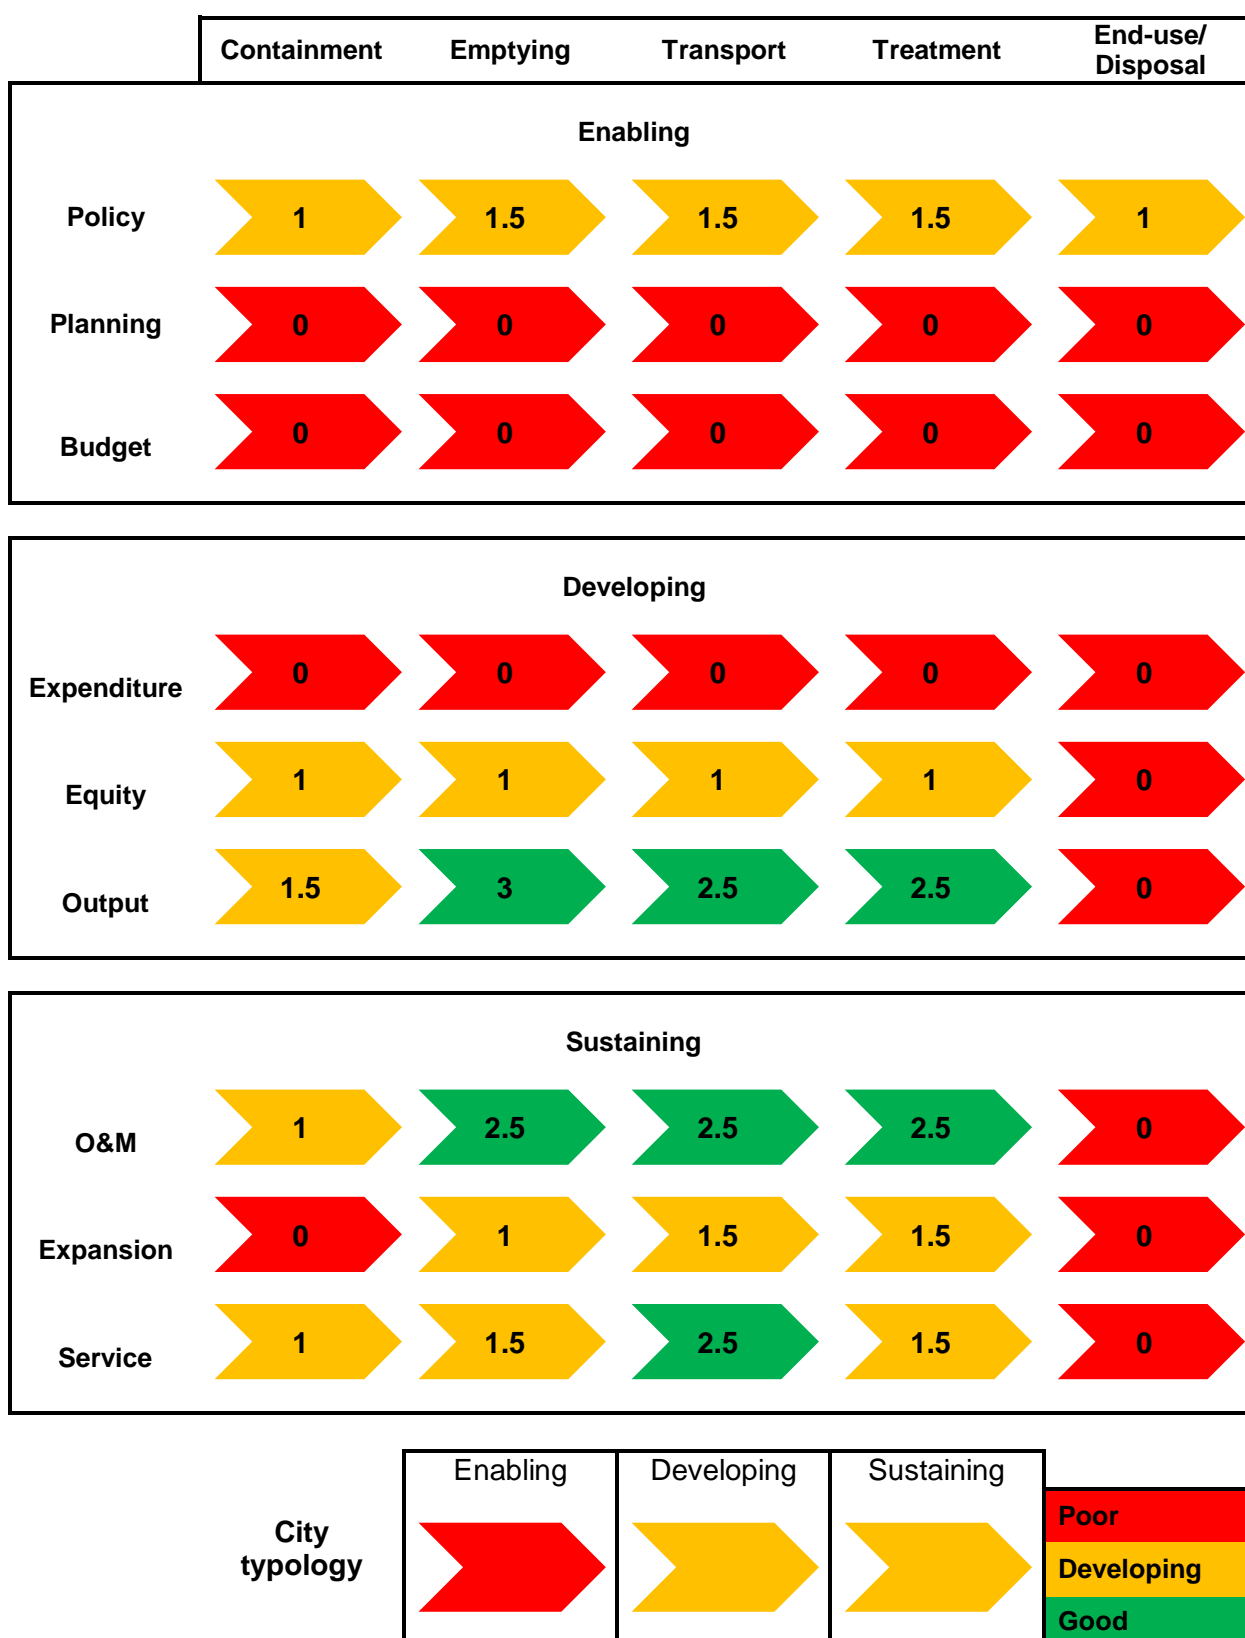 Containment Emptying Transport Treatment End-use/
Disposal
Enabling
Policy 1 1.5 1.5 1.5 1
Planning 0 0 0 0 0
Budget 0 0 0 0 0
Developing
Expenditure 0 0 0 0 0
Equity 1 1 1 1 0
Output 1.5 3 2.5 2.5 0
Sustaining
O&M 1 2.5 2.5 2.5 0
Expansion 0 1 1.5 1.5 0
Service 1 1.5 2.5 1.5 0
Enabling Developing Sustaining
City
typology
Poor
Developing
Good